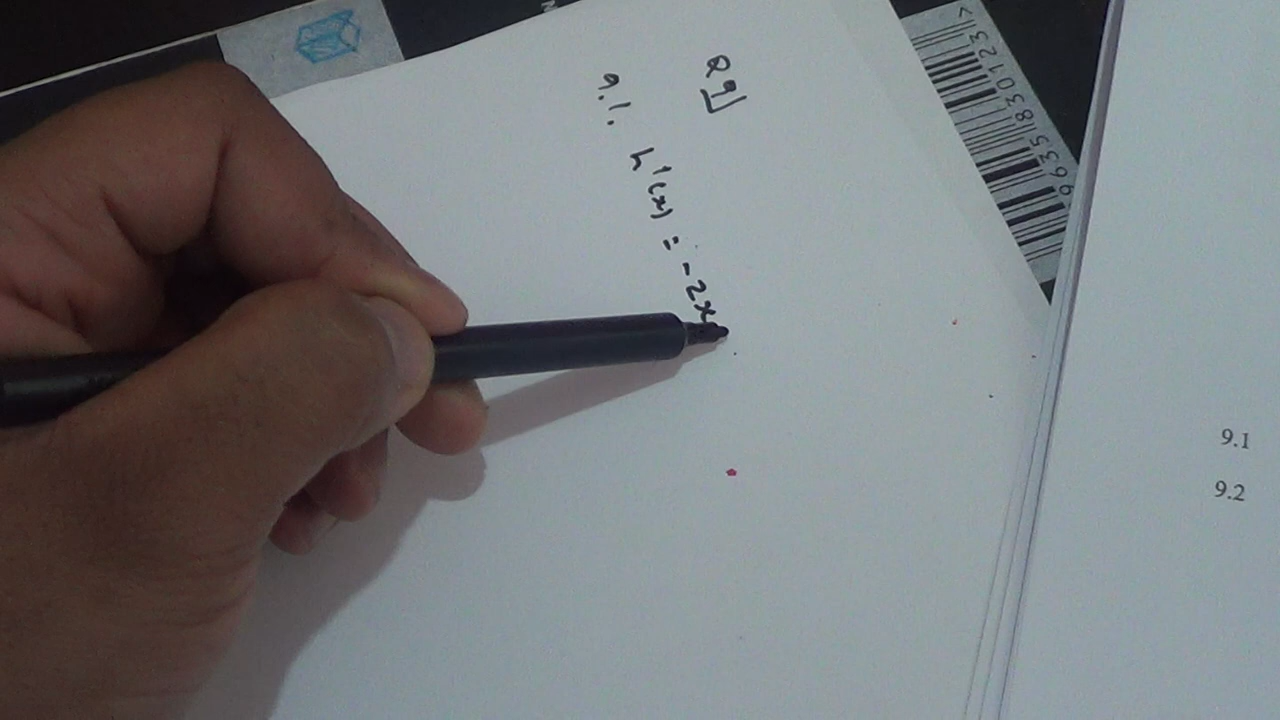 Q9
9.1. h'(x) = -2x
9635830123
9.1
9.2